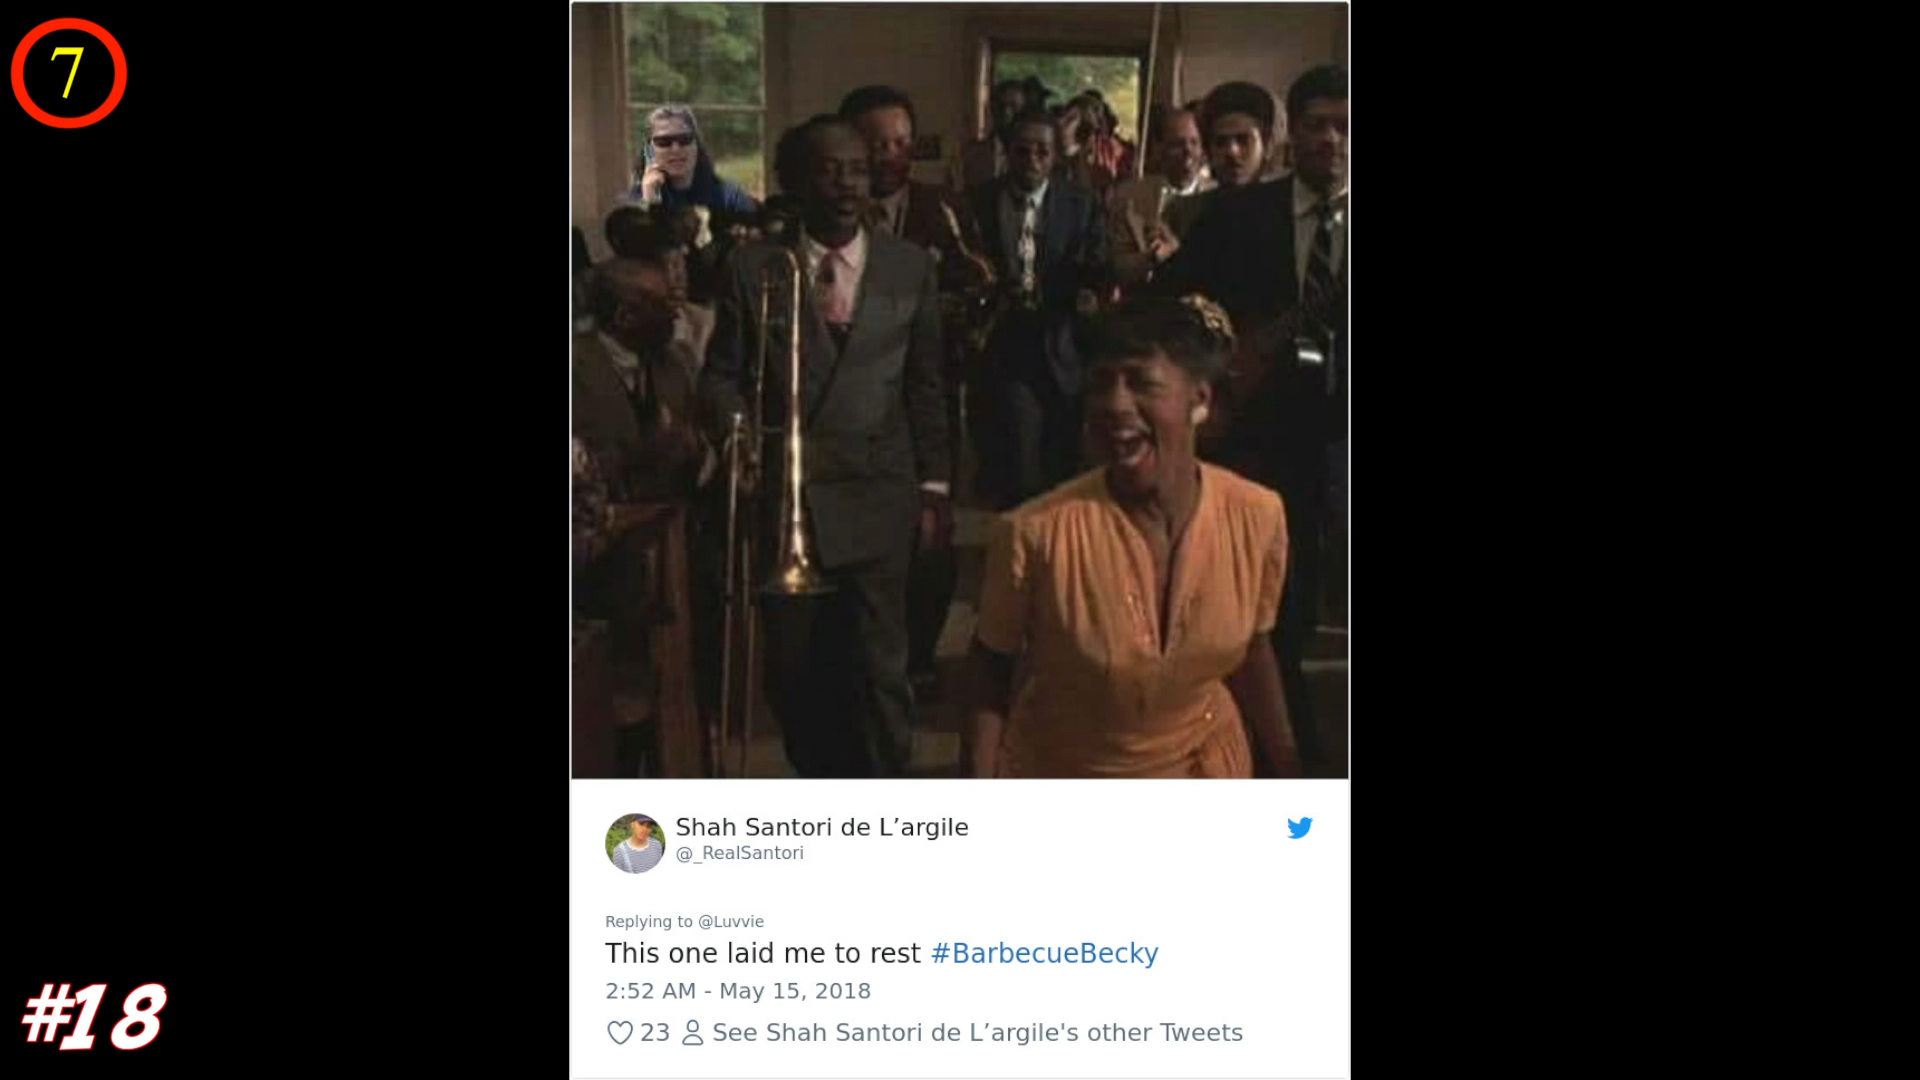 7
Shah Santori de L’argile
@_RealSantori
Replying to @Luvvie
This one laid me to rest #BarbecueBecky
2:52 AM - May 15, 2018
23 See Shah Santori de L’argile's other Tweets
#18